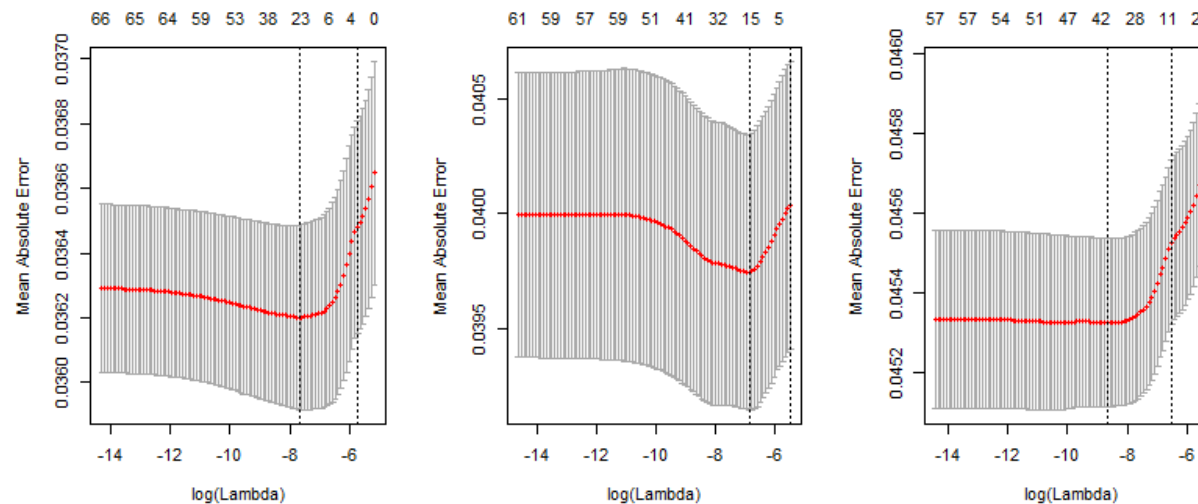 66 65 64 59 53 38 23 6 4 0
Mean Absolute Error
0.0370
0.0368
0.0366
0.0364
0.0362
0.0360
-14 -12 -10 -8 -6
log(Lambda)
61 59 57 59 51 41 32 15 5
Mean Absolute Error
0.0405
0.0400
0.0395
-14 -12 -10 -8 -6
log(Lambda)
57 57 54 51 47 42 28 11 2
Mean Absolute Error
0.0460
0.0458
0.0456
0.0454
0.0452
-14 -12 -10 -8 -6
log(Lambda)